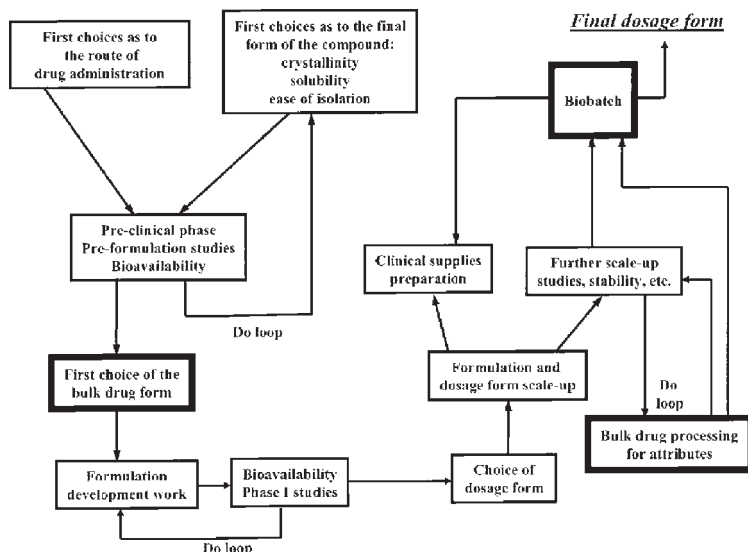 First choices as to
the route of
drug administration
First choices as to the final
form of the compound:
crystallinity
solubility
ease of isolation
Final dosage form
Biobatch
Pre-clinical phase
Pre-formulation studies
Bioavailability
Clinical supplies
preparation
Further scale-up
studies, stability, etc.
Do loop
First choice of the
bulk drug form
Formulation and
dosage form scale-up
Do
loop
Bulk drug processing
for attributes
Formulation
development work
Bioavailability
Phase I studies
Choice of
dosage form
Do loop